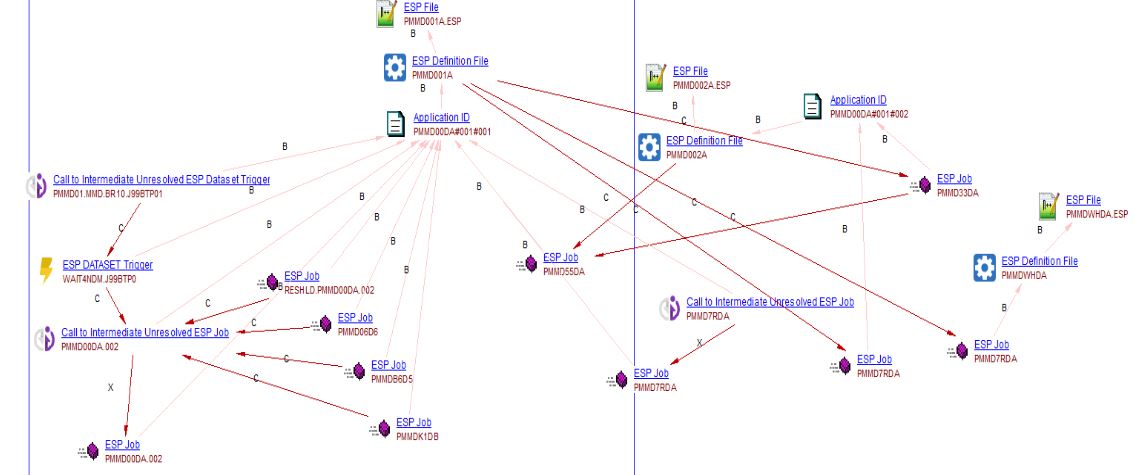 ESP File
PMMD001A.ESP
B
ESP Definition File
PMMD001A
B
Application ID
PMMD00DA#001#001
B
Call to Intermediate Unresolved ESP Dataset Trigger
PMMD01.MMD.BR10.J99BTP01
B
C
B
ESP DATASET Trigger
WAIT4NDM.J99BTP0
C
B
B
B
B
ESP Job
RESHLD.PMMD00DA.002
B
C
Call to Intermediate Unresolved ESP Job
PMMD00DA.002
C
ESP Job
PMMD06D6
C
ESP Job
PMMDB6D5
C
ESP Job
PMMDK1DB
X
ESP Job
PMMD00DA.002
ESP File
PMMD002A.ESP
B
C
B
Application ID
PMMD00DA#001#002
ESP Definition File
PMMD002A
B
ESP Job
PMMD33DA
B
B
C
C
C
C
B
ESP Job
PMMD55DA
B
ESP File
PMMDWHDA.ESP
B
ESP Definition File
PMMDWHDA
B
Call to Intermediate Unresolved ESP Job
PMMD7RDA
X
ESP Job
PMMD7RDA
ESP Job
PMMD7RDA
ESP Job
PMMD7RDA